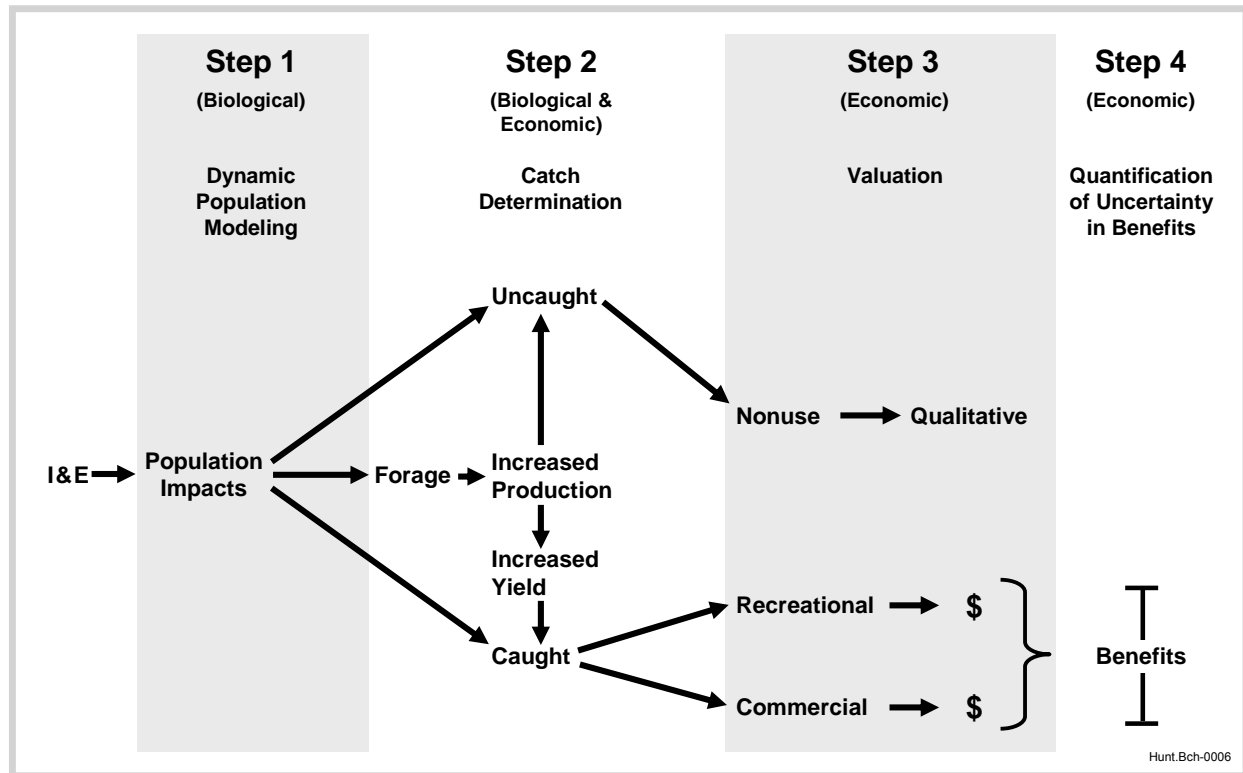 Step 1
(Biological)
Dynamic
Population
Modeling
Step 2
(Biological &
Economic)
Catch
Determination
Step 3
(Economic)
Valuation
Step 4
(Economic)
Quantification
of Uncertainty
in Benefits
I&E
Population
Impacts
Forage
Uncaught
Increased
Production
Increased
Yield
Caught
Nonuse
Qualitative
Recreational
$
Commercial
$
Benefits
Hunt.Bch-0006